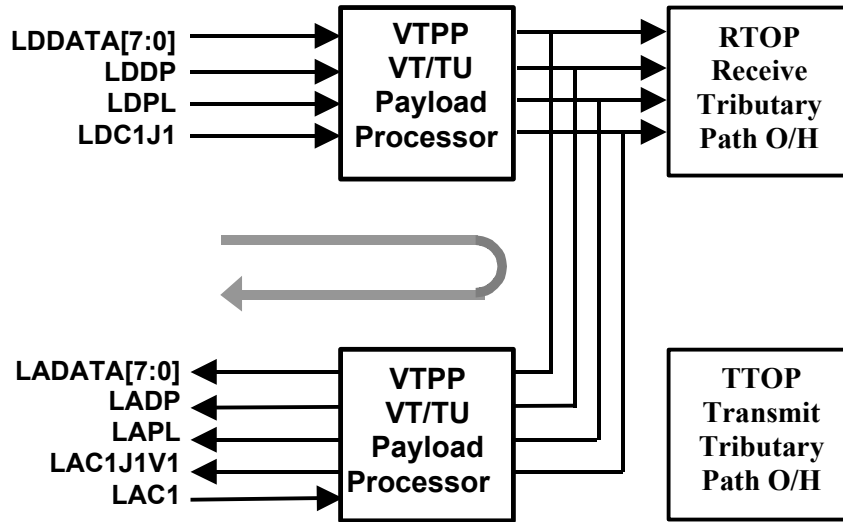 LDDATA[7:0]
LDDP
LDPL
LDC1J1
VTPP
VT/TU
Payload
Processor
RTOP
Receive
Tributary
Path O/H
LADATA[7:0]
LADP
LAPL
LAC1J1V1
LAC1
VTPP
VT/TU
Payload
Processor
TTOP
Transmit
Tributary
Path O/H